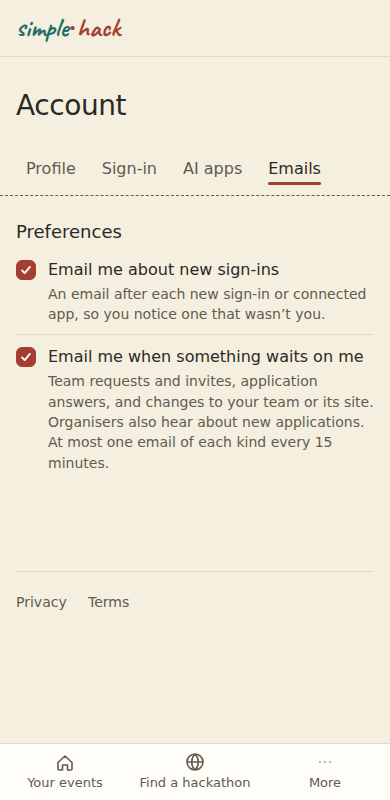 simple hack
Account
Profile Sign-in AI apps Emails
Preferences
Email me about new sign-ins
An email after each new sign-in or connected
app, so you notice one that wasn’t you.
Email me when something waits on me
Team requests and invites, application
answers, and changes to your team or its site.
Organisers also hear about new applications.
At most one email of each kind every 15
minutes.
Privacy Terms
Your events Find a hackathon More